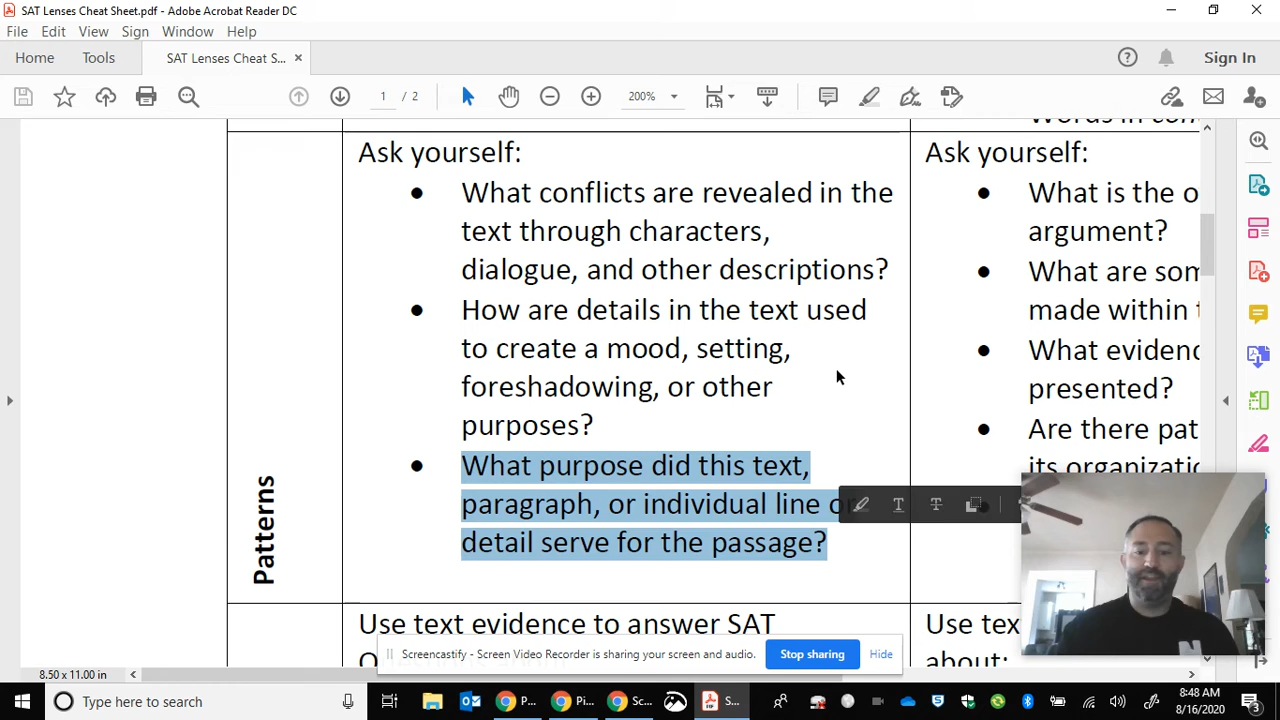 SAT Lenses Cheat Sheet.pdf - Adobe Acrobat Reader DC
File Edit View Sign Window Help
Home Tools SAT Lenses Cheat S... × Sign In
1 / 2 200%
Ask yourself:
• What conflicts are revealed in the
text through characters,
dialogue, and other descriptions?
• How are details in the text used
to create a mood, setting,
foreshadowing, or other
purposes?
• What purpose did this text,
paragraph, or individual line or
detail serve for the passage?
Patterns
Use text evidence to answer SAT
Words in
Ask yourself:
• What is the o
argument?
• What are som
made within t
• What evidenc
presented?
• Are there pat
its organizatio
Use tex
about:
Screencastify - Screen Video Recorder is sharing your screen and audio. Stop sharing Hide
8.50 x 11.00 in
Type here to search
P... Pi... Sc... S...
8:48 AM
8/16/2020
3